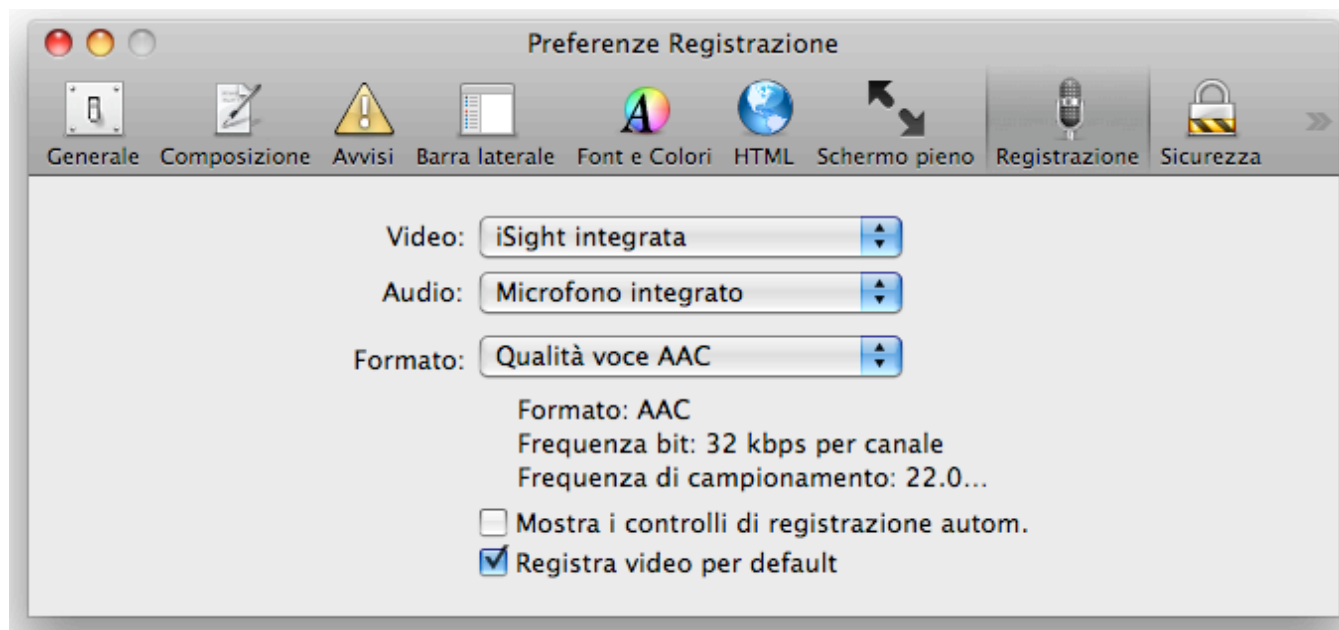 Preferenze Registrazione
Generale Composizione Avvisi Barra laterale Font e Colori HTML Schermo pieno Registrazione Sicurezza
Video: iSight integrata
Audio: Microfono integrato
Formato: Qualità voce AAC
Formato: AAC
Frequenza bit: 32 kbps per canale
Frequenza di campionamento: 22.0...
Mostra i controlli di registrazione autom.
Registra video per default